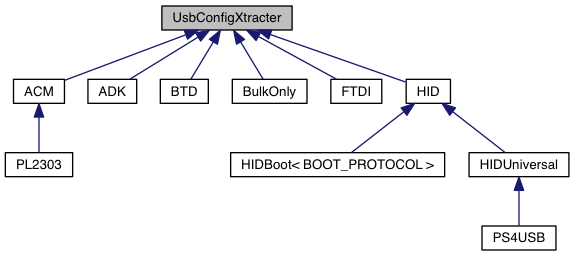 UsbConfigXtracter
ACM
ADK
BTD
BulkOnly
FTDI
HID
PL2303
HIDBoot< BOOT_PROTOCOL >
HIDUniversal
PS4USB